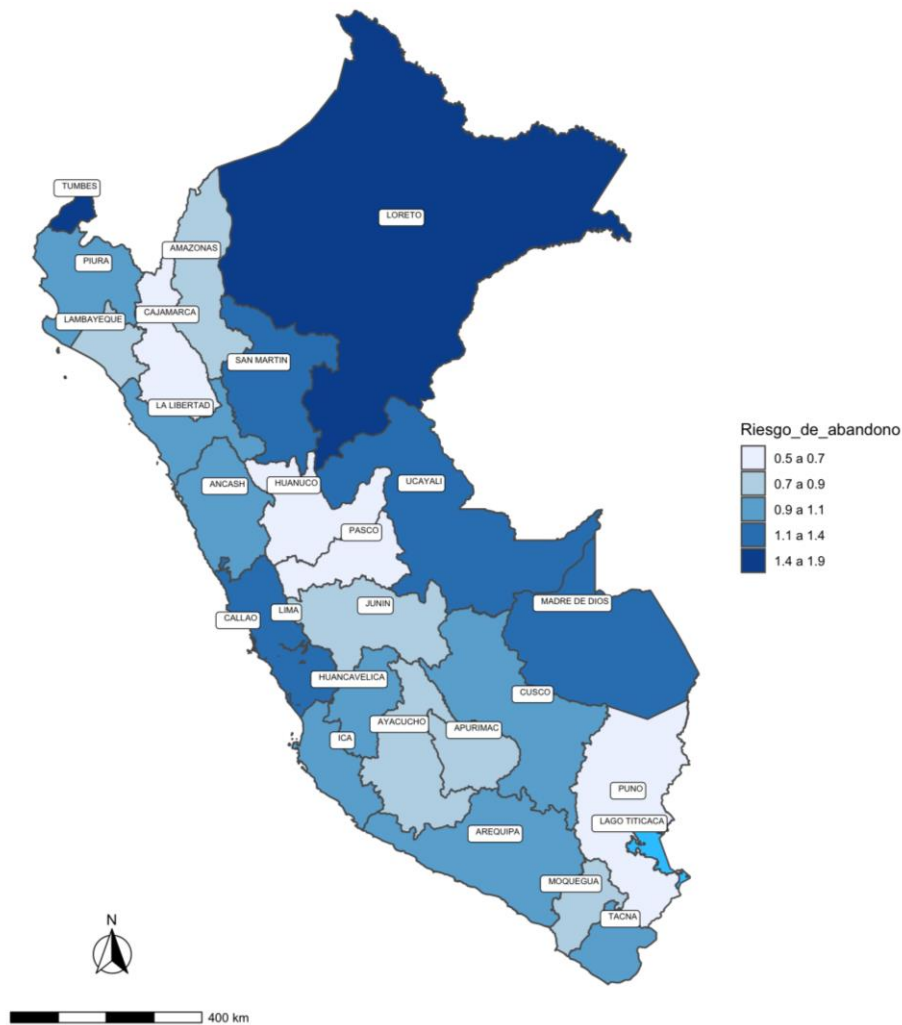 TUMBES
LORETO
AMAZONAS
PIURA
CAJAMARCA
LAMBAYEQUE
SAN MARTIN
LA LIBERTAD
Riesgo_de_abandono
0.5 a 0.7
0.7 a 0.9
0.9 a 1.1
1.1 a 1.4
1.4 a 1.9
ANCASH
HUANUCO
UCAYALI
PASCO
MADRE DE DIOS
JUNIN
LIMA
CALLAO
HUANCAVELICA
CUSCO
AYACUCHO
APURIMAC
ICA
PUNO
LAGO TITICACA
AREQUIPA
MOQUEGUA
TACNA
N
400 km